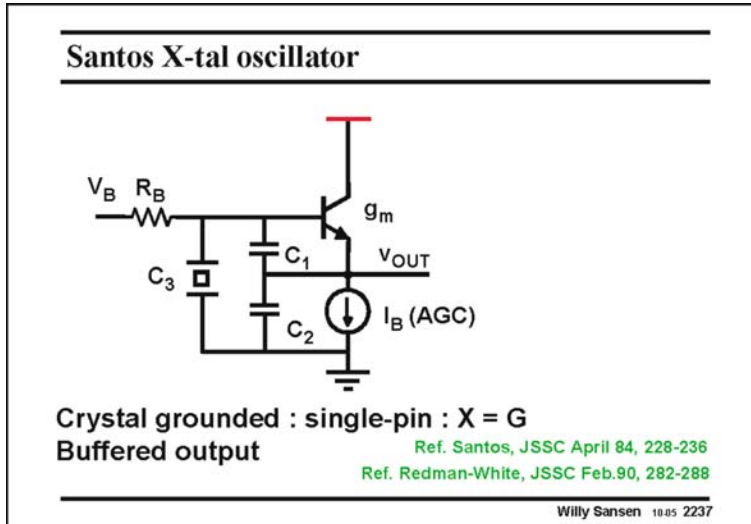 Santos X-tal oscillator
V_B R_B
g_m
C_1
v_OUT
C_3
C_2
I_B (AGC)
Crystal grounded : single-pin : X = G
Buffered output
Ref. Santos, JSSC April 84, 228-236
Ref. Redman-White, JSSC Feb.90, 282-288
Willy Sansen 10-05 2237